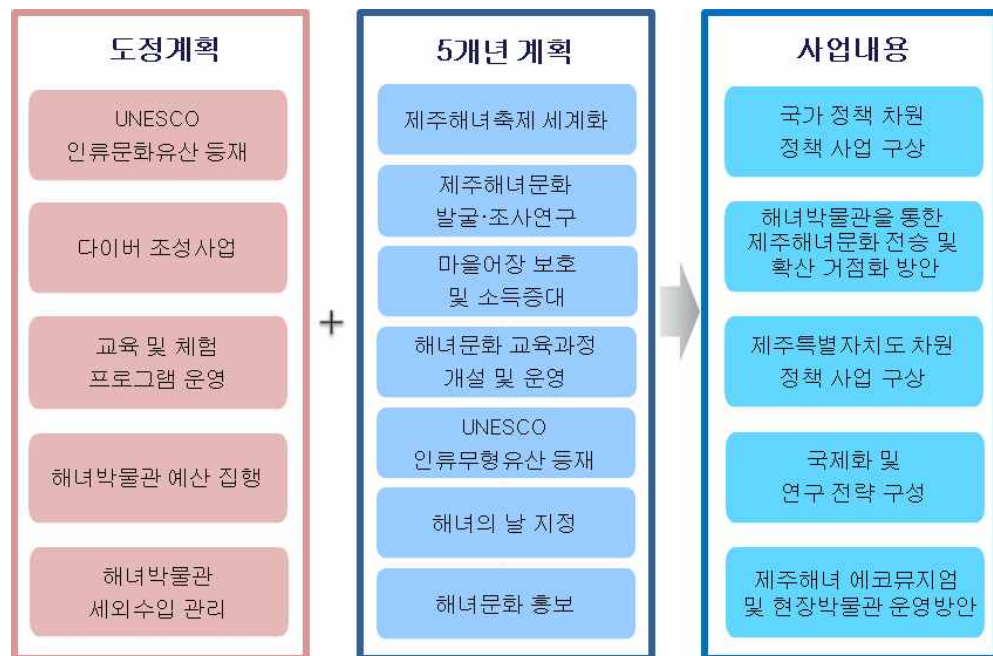 도정계획
UNESCO
인류문화유산 등재
다이버 조성사업
교육 및 체험
프로그램 운영
해녀박물관 예산 집행
해녀박물관
세외수입 관리
+
5개년 계획
제주해녀축제 세계화
제주해녀문화
발굴·조사연구
마을어장 보호
및 소득증대
해녀문화 교육과정
개설 및 운영
UNESCO
인류무형유산 등재
해녀의 날 지정
해녀문화 홍보
사업내용
국가 정책 차원
정책 사업 구상
해녀박물관을 통한
제주해녀문화 전승 및
확산 거점화 방안
제주특별자치도 차원
정책 사업 구상
국제화 및
연구 전략 구성
제주해녀 에코뮤지엄
및 현장박물관 운영방안